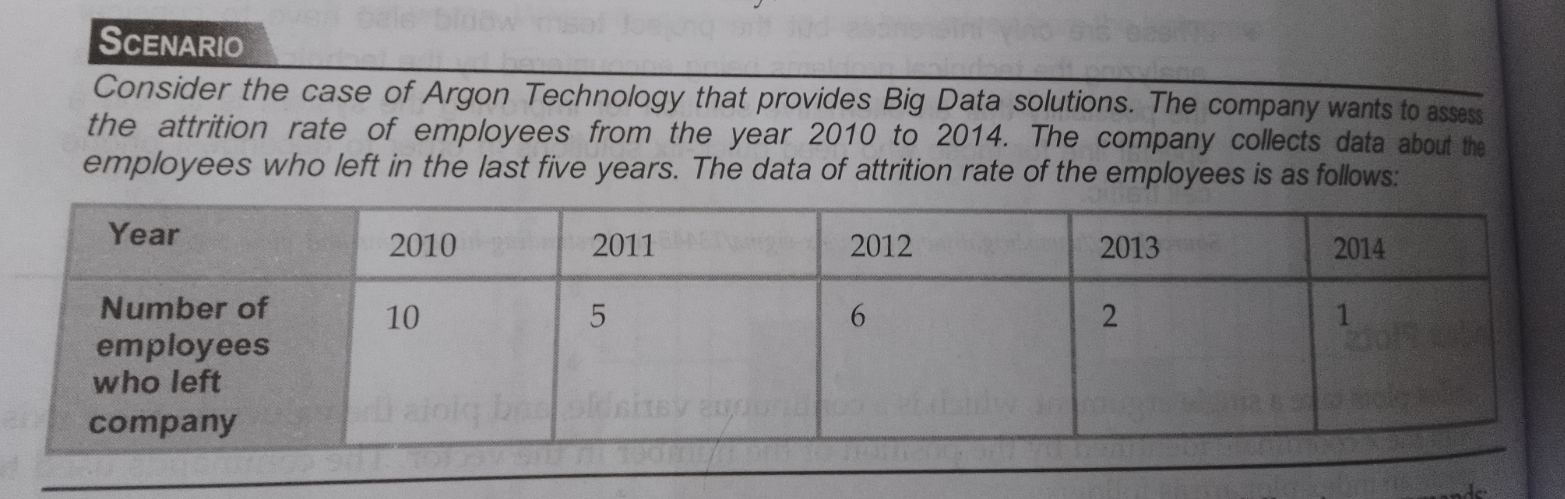 SCENARIO
Consider the case of Argon Technology that provides Big Data solutions. The company wants to assess
the attrition rate of employees from the year 2010 to 2014. The company collects data about the
employees who left in the last five years. The data of attrition rate of the employees is as follows:
Year 2010 2011 2012 2013 2014
Number of 10 5 6 2 1
employees
who left
company